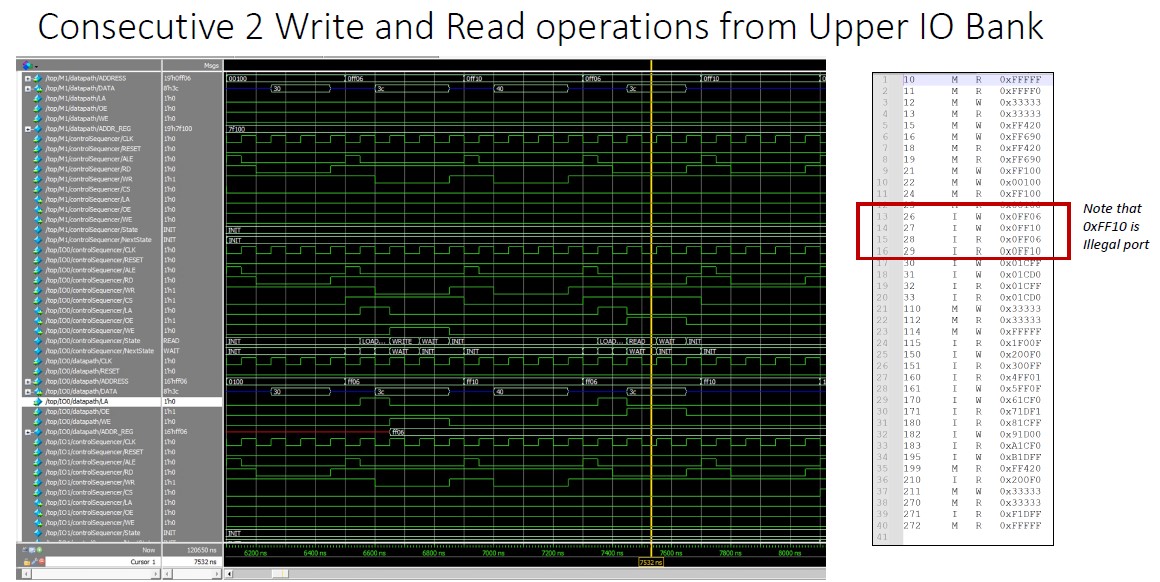 Consecutive 2 Write and Read operations from Upper IO Bank
Msgs
/top/M1/datapath/ADDRESS 19'h0ff06 00100 0ff06 0ff10 0ff06 0ff10
/top/M1/datapath/DATA 8'h3c 30 3c 40 3c
/top/M1/datapath/LA 1'h0
/top/M1/datapath/OE 1'h0
/top/M1/datapath/WE 1'h0
/top/M1/datapath/ADDR_REG 19'h7f100 7f100
/top/M1/controlSequencer/CLK 1'h0
/top/M1/controlSequencer/RESET 1'h0
/top/M1/controlSequencer/ALE 1'h0
/top/M1/controlSequencer/RD 1'h0
/top/M1/controlSequencer/WR 1'h1
/top/M1/controlSequencer/CS 1'h0
/top/M1/controlSequencer/LA 1'h0
/top/M1/controlSequencer/OE 1'h0
/top/M1/controlSequencer/WE 1'h0
/top/M1/controlSequencer/State INIT INIT
/top/M1/controlSequencer/NextState INIT INIT
/top/IO0/controlSequencer/CLK 1'h0
/top/IO0/controlSequencer/RESET 1'h0
/top/IO0/controlSequencer/ALE 1'h0
/top/IO0/controlSequencer/RD 1'h0
/top/IO0/controlSequencer/WR 1'h1
/top/IO0/controlSequencer/CS 1'h1
/top/IO0/controlSequencer/LA 1'h0
/top/IO0/controlSequencer/OE 1'h1
/top/IO0/controlSequencer/WE 1'h0
/top/IO0/controlSequencer/State READ INIT LOAD... WRITE WAIT INIT LOAD... READ WAIT INIT
/top/IO0/controlSequencer/NextState WAIT INIT WAIT INIT INIT WAIT INIT INIT
/top/IO0/datapath/CLK 1'h0
/top/IO0/datapath/RESET 1'h0
/top/IO0/datapath/ADDRESS 16'hff06 0100 ff06 ff10 ff06 ff10
/top/IO0/datapath/DATA 8'h3c 30 3c 40 3c
/top/IO0/datapath/LA 1'h0
/top/IO0/datapath/OE 1'h1
/top/IO0/datapath/WE 1'h0
/top/IO0/datapath/ADDR_REG 16'hff06 ff06
/top/IO1/controlSequencer/CLK 1'h0
/top/IO1/controlSequencer/RESET 1'h0
/top/IO1/controlSequencer/ALE 1'h0
/top/IO1/controlSequencer/RD 1'h0
/top/IO1/controlSequencer/WR 1'h1
/top/IO1/controlSequencer/CS 1'h0
/top/IO1/controlSequencer/LA 1'h0
/top/IO1/controlSequencer/OE 1'h0
/top/IO1/controlSequencer/WE 1'h0
/top/IO1/controlSequencer/State INIT INIT
Now 120650 ns 6200 ns 6400 ns 6600 ns 6800 ns 7000 ns 7200 ns 7400 ns 7600 ns 7800 ns 8000 ns
Cursor 1 7532 ns 7532 ns
1 10 M R 0xFFFFF
2 11 M R 0xFFFF0
3 12 M W 0x33333
4 13 M R 0x33333
5 15 M W 0xFF420
6 16 M W 0xFF690
7 18 M R 0xFF420
8 19 M R 0xFF690
9 21 M W 0xFF100
10 22 M W 0x00100
11 24 M R 0xFF100
12 25 M R 0x00100
13 26 I W 0x0FF06
14 27 I W 0x0FF10
15 28 I R 0x0FF06
16 29 I R 0x0FF10
17 30 I W 0x01CFF
18 31 I W 0x01CD0
19 32 I R 0x01CFF
20 33 I R 0x01CD0
21 110 M W 0x33333
22 112 M R 0x33333
23 114 M W 0xFFFFF
24 115 I R 0x1F00F
25 150 I W 0x200F0
26 151 I R 0x300FF
27 160 I R 0x4FF01
28 161 I W 0x5FF0F
29 170 I W 0x61CF0
30 171 I R 0x71DF1
31 180 I R 0x81CFF
32 182 I W 0x91D00
33 183 I R 0xA1CF0
34 195 I W 0xB1DFF
35 199 M R 0xFF420
36 210 I R 0x200F0
37 211 M W 0x33333
38 270 M R 0x33333
39 271 I R 0xF1DFF
40 272 M R 0xFFFFF
41
Note that
0xFF10 is
Illegal port